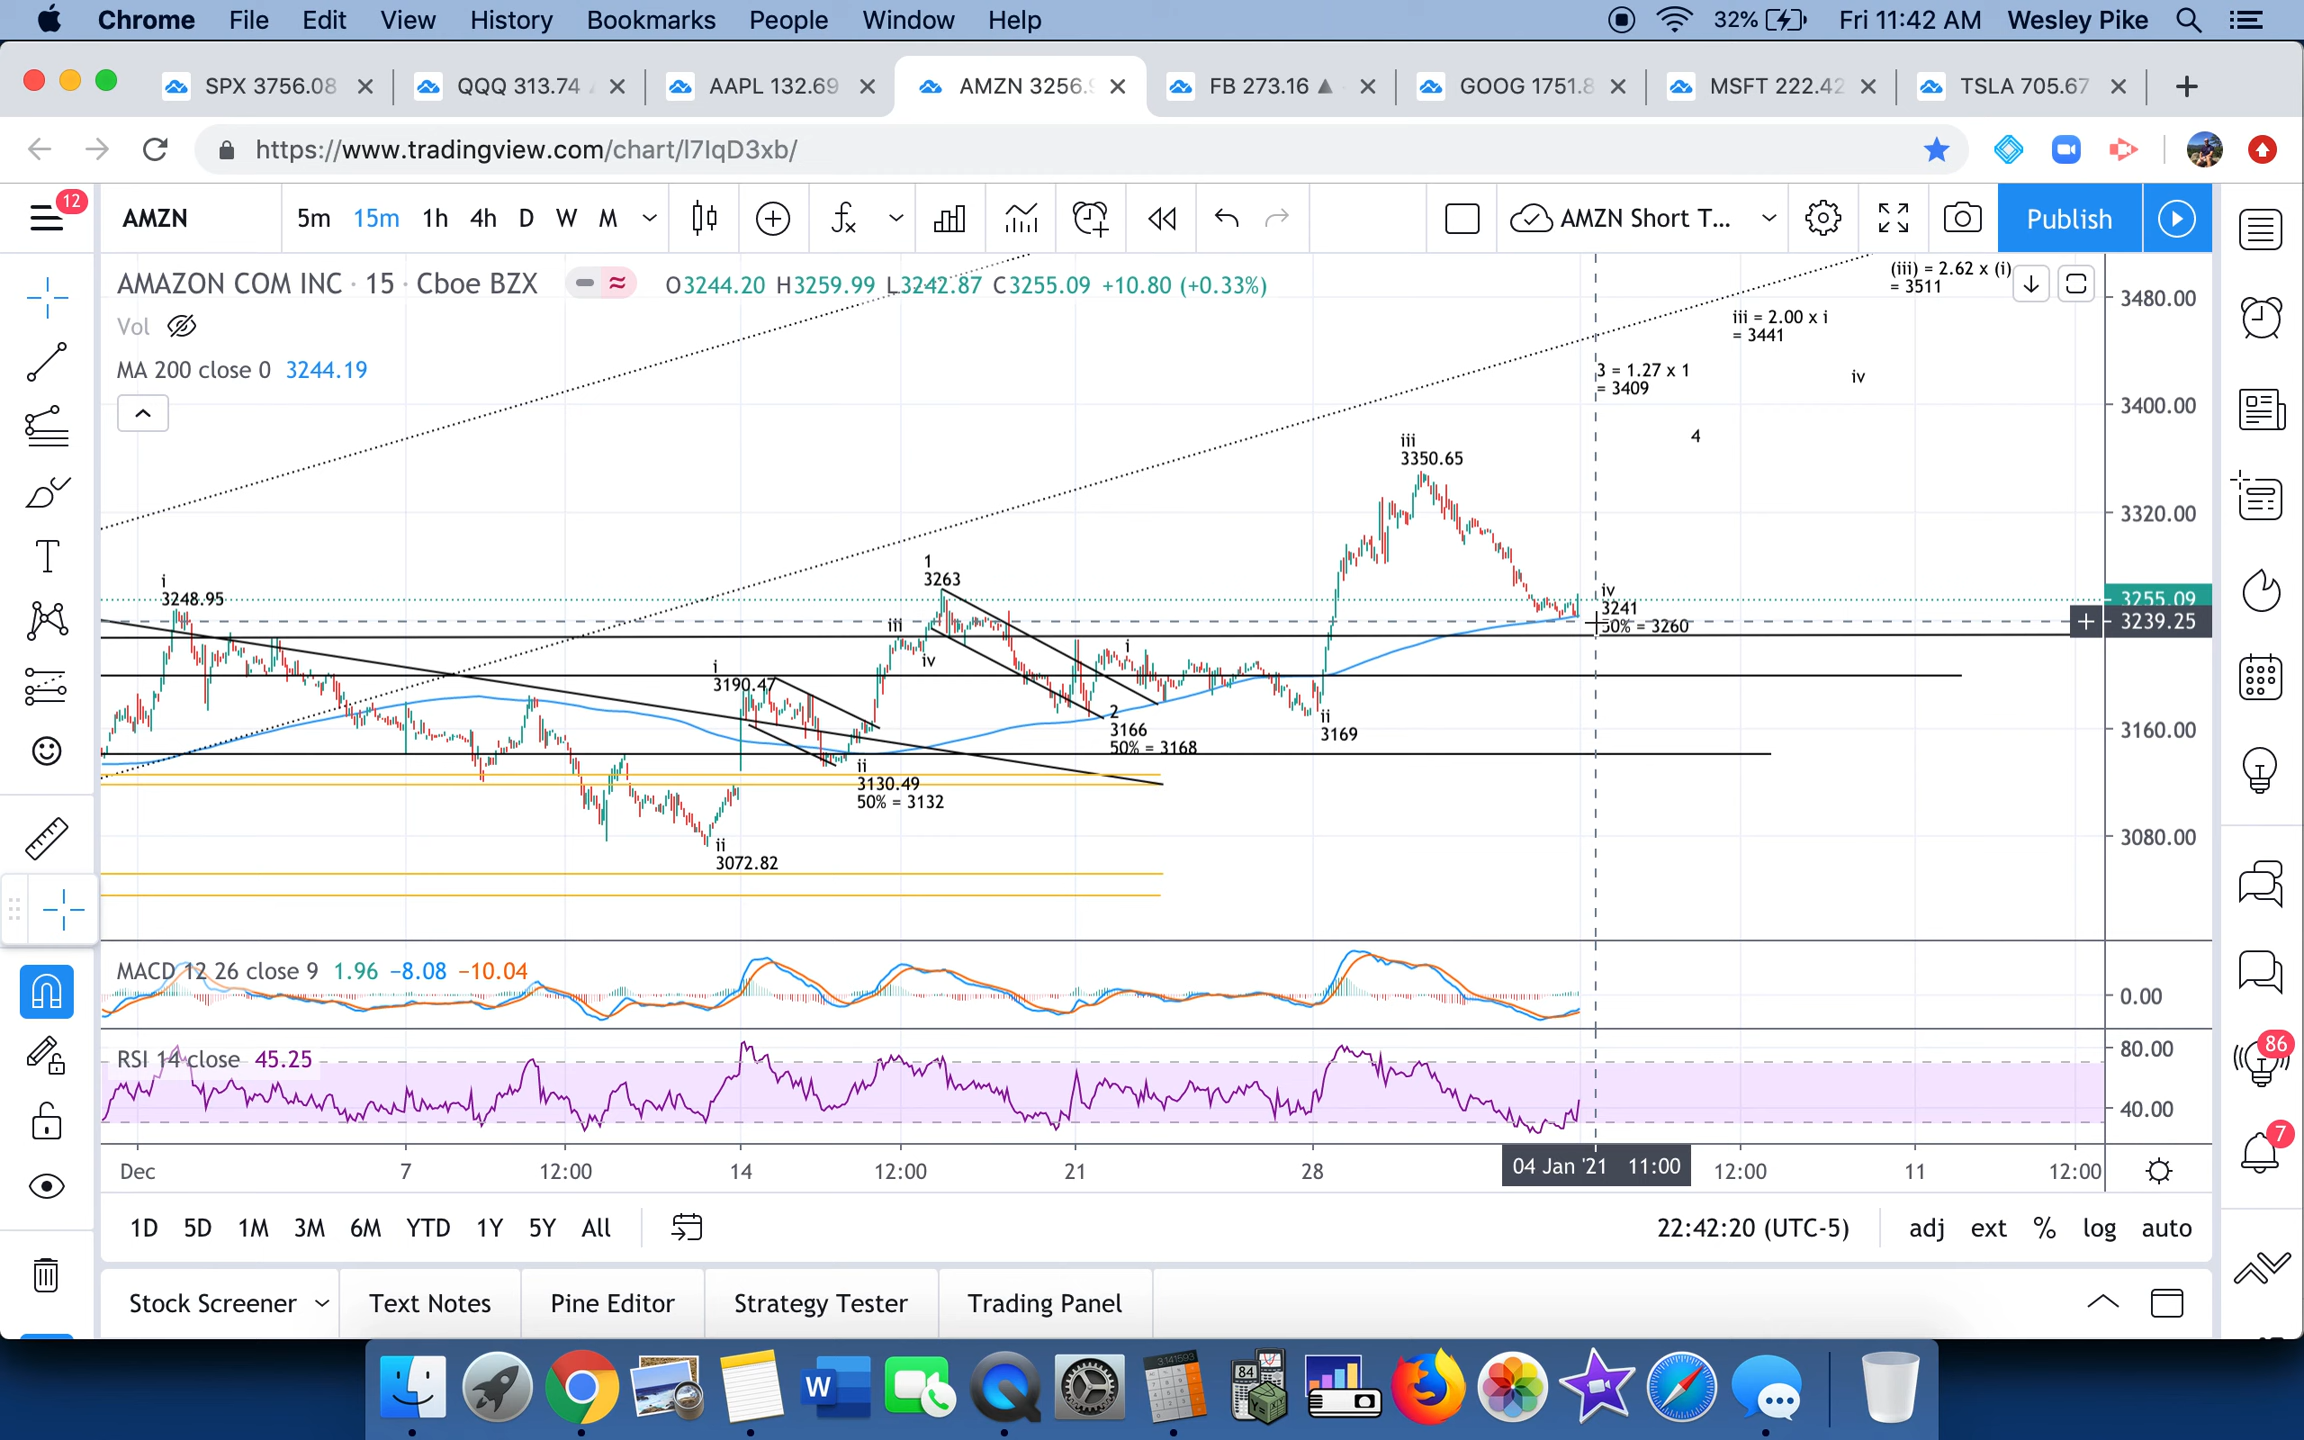 Chrome File Edit View History Bookmarks People Window Help 32% Fri 11:42 AM Wesley Pike
SPX 3756.08 QQQ 313.74 AAPL 132.69 AMZN 3256.9 FB 273.16 ▲ GOOG 1751.8 MSFT 222.42 TSLA 705.67
https://www.tradingview.com/chart/l7IqD3xb/
12
AMZN 5m 15m 1h 4h D W M AMZN Short T... Publish
AMAZON COM INC · 15 · Cboe BZX O3244.20 H3259.99 L3242.87 C3255.09 +10.80 (+0.33%)
Vol
MA 200 close 0 3244.19
(iii) = 2.62 x (i)
= 3511
iii = 2.00 x i
= 3441
3 = 1.27 x 1
= 3409
iv
4
iii
3350.65
i
3248.95
1
3263
iii
iv
i
3190.47
ii
3130.49
50% = 3132
ii
3072.82
i
2
3166
50% = 3168
ii
3169
iv
3241
50% = 3260
3480.00
3400.00
3320.00
3255.09
3239.25
3160.00
3080.00
MACD 12 26 close 9 1.96 −8.08 −10.04
0.00
RSI 14 close 45.25
80.00
40.00
86
7
Dec 7 12:00 14 12:00 21 28 04 Jan '21 11:00 12:00 11 12:00
1D 5D 1M 3M 6M YTD 1Y 5Y All 22:42:20 (UTC-5) adj ext % log auto
Stock Screener Text Notes Pine Editor Strategy Tester Trading Panel
W
3.141593
84